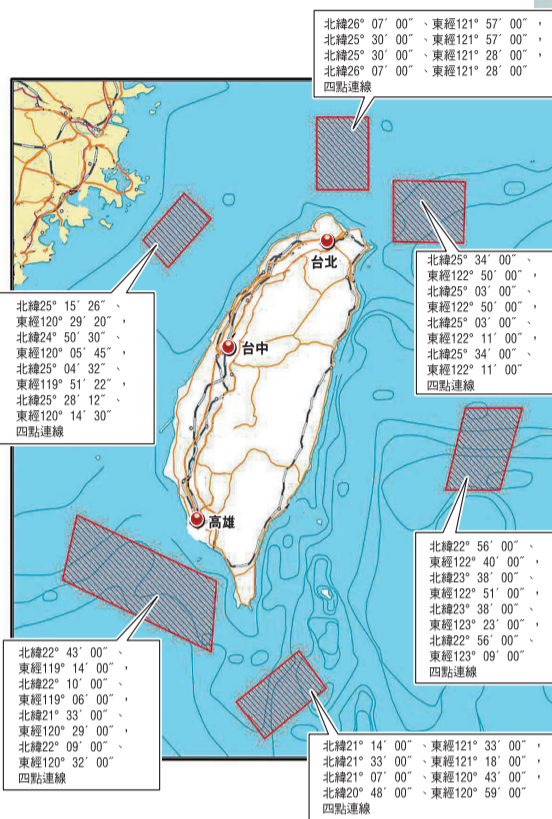 北緯26° 07′ 00″ 、東經121° 57′ 00″ ，
北緯25° 30′ 00″ 、東經121° 57′ 00″ ，
北緯25° 30′ 00″ 、東經121° 28′ 00″ ，
北緯26° 07′ 00″ 、東經121° 28′ 00″
四點連線
台北
北緯25° 34′ 00″ 、
東經122° 50′ 00″ ，
北緯25° 03′ 00″ 、
東經122° 50′ 00″ ，
北緯25° 03′ 00″ 、
東經122° 11′ 00″ ，
北緯25° 34′ 00″ 、
東經122° 11′ 00″
四點連線
北緯25° 15′ 26″ 、
東經120° 29′ 20″ ，
北緯24° 50′ 30″ 、
東經120° 05′ 45″ ，
北緯25° 04′ 32″ 、
東經119° 51′ 22″ ，
北緯25° 28′ 12″ 、
東經120° 14′ 30″
四點連線
台中
高雄
北緯22° 56′ 00″ 、
東經122° 40′ 00″ ，
北緯23° 38′ 00″ 、
東經122° 51′ 00″ ，
北緯23° 38′ 00″ 、
東經123° 23′ 00″ ，
北緯22° 56′ 00″ 、
東經123° 09′ 00″
四點連線
北緯22° 43′ 00″ 、
東經119° 14′ 00″ ，
北緯22° 10′ 00″ 、
東經119° 06′ 00″ ，
北緯21° 33′ 00″ 、
東經120° 29′ 00″ ，
北緯22° 09′ 00″ 、
東經120° 32′ 00″
四點連線
北緯21° 14′ 00″ 、東經121° 33′ 00″ ，
北緯21° 33′ 00″ 、東經121° 18′ 00″ ，
北緯21° 07′ 00″ 、東經120° 43′ 00″ ，
北緯20° 48′ 00″ 、東經120° 59′ 00″
四點連線